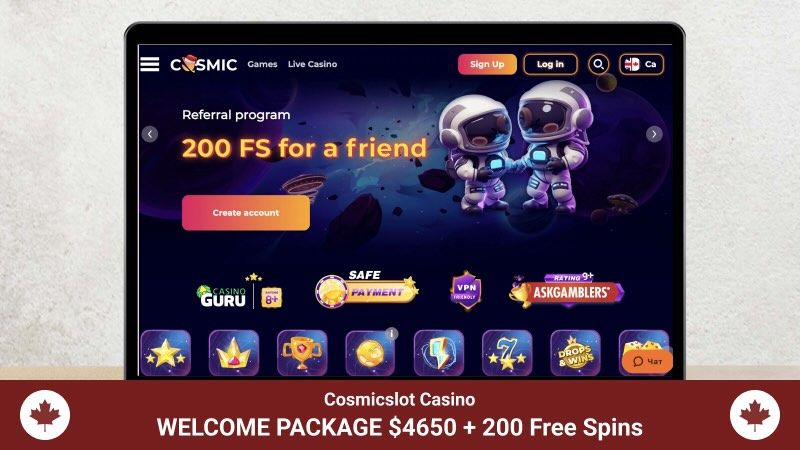 COSMIC
Games
Live Casino
Sign Up
Log in
Ca
Referral program
200 FS for a friend
Create account
CASINO
GURU
RATING
8+
SAFE
PAYMENT
VPN
FRIENDLY
RATING 9+
ASKGAMBLERS
7
DROPS
& WINS
Чат
Cosmicslot Casino
WELCOME PACKAGE $4650 + 200 Free Spins